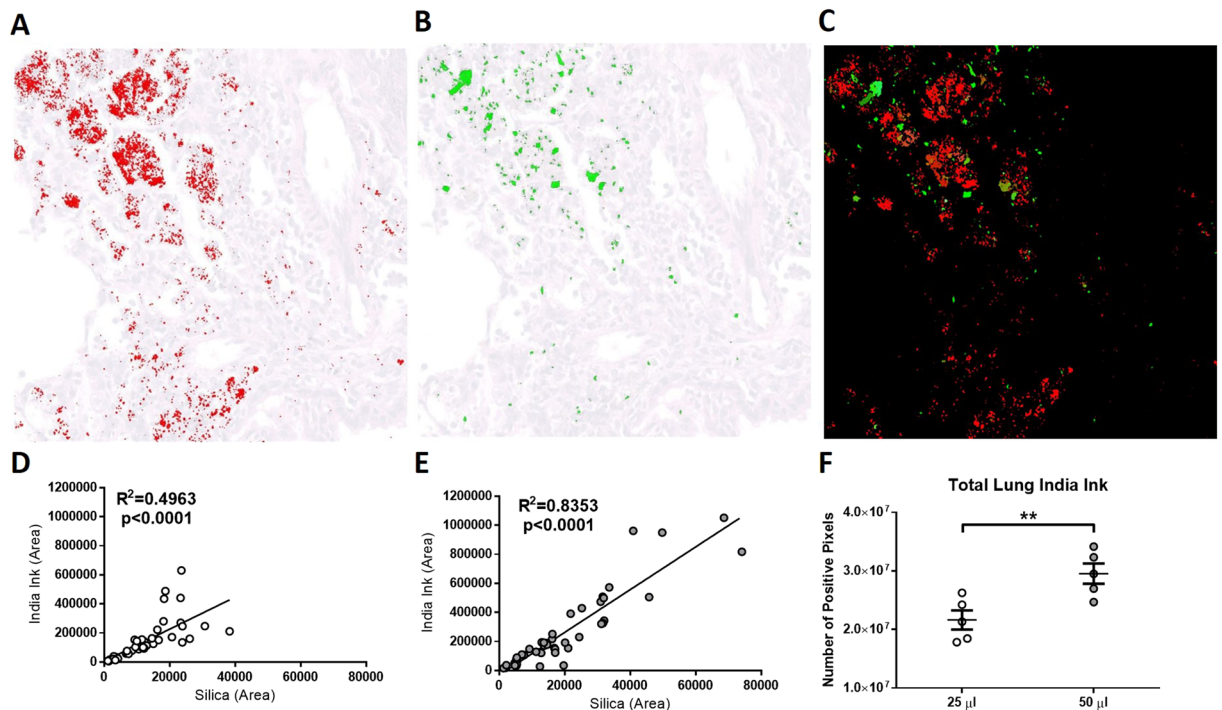 A
B
C
D
1200000
1000000
800000
600000
400000
200000
0
India Ink (Area)
R²=0.4963
p<0.0001
0
20000
40000
60000
80000
Silica (Area)
E
1200000
1000000
800000
600000
400000
200000
0
India Ink (Area)
R²=0.8353
p<0.0001
0
20000
40000
60000
80000
Silica (Area)
F
Total Lung India Ink
Number of Positive Pixels
4.0×10⁷
3.0×10⁷
2.0×10⁷
1.0×10⁷
**
25 µl
50 µl